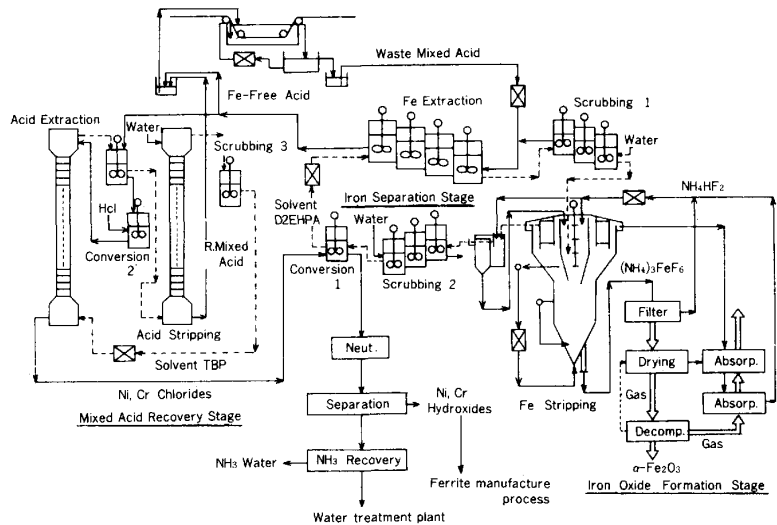 Waste Mixed Acid
Fe-Free Acid
Acid Extraction
Water
Scrubbing 3
Fe Extraction
Scrubbing 1
Water
Hcl
Conversion
2
R.Mixed
Acid
Solvent
D2EHPA
Iron Separation Stage
Water
NH4HF2
Conversion
1
Scrubbing 2
(NH4)3FeF6
Acid Stripping
Solvent TBP
Filter
Neut.
Drying
Absorp.
Ni, Cr Chlorides
Mixed Acid Recovery Stage
Separation
Ni, Cr
Hydroxides
Fe Stripping
Gas
Absorp.
Decomp.
Gas
NH3 Water
NH3 Recovery
α-Fe2O3
Ferrite manufacture
process
Iron Oxide Formation Stage
Water treatment plant